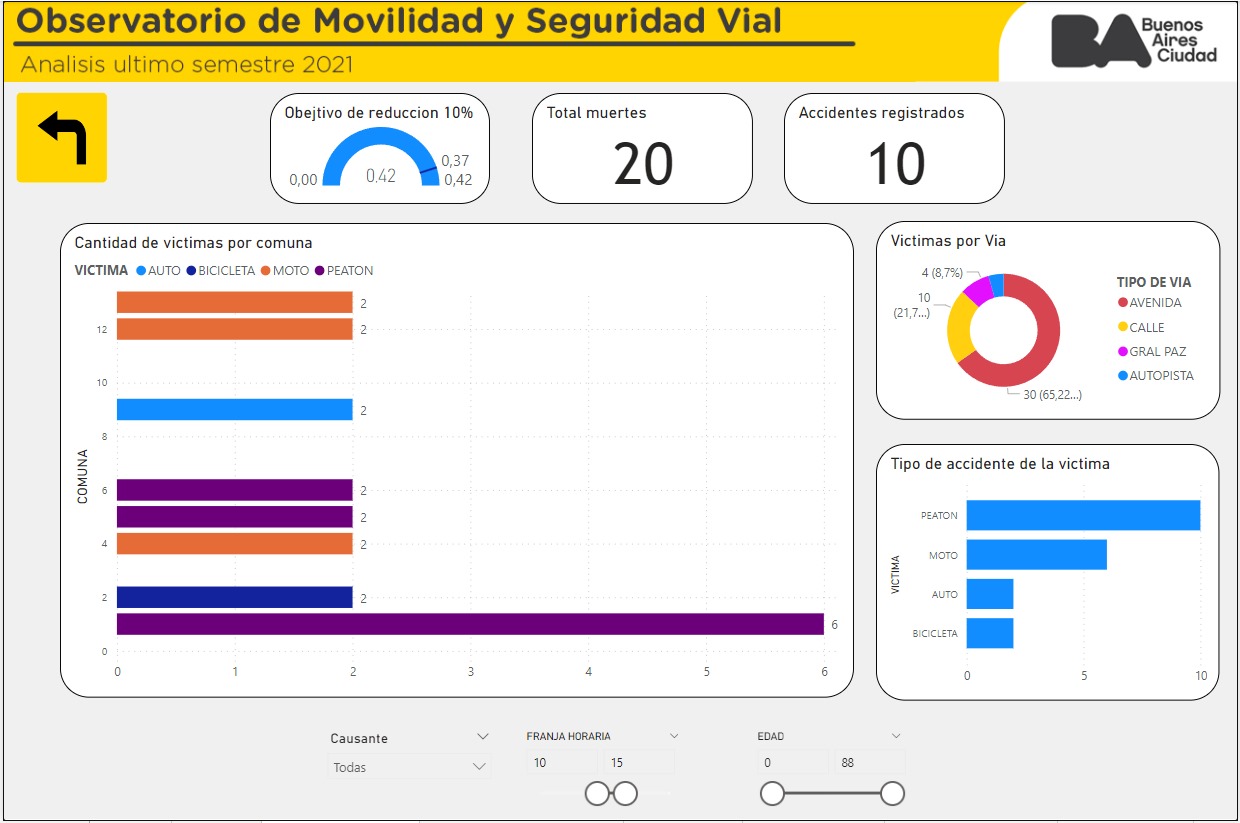 Observatorio de Movilidad y Seguridad Vial
Analisis ultimo semestre 2021
BA Buenos
Aires
Ciudad
Obejtivo de reduccion 10%
0,00
0,42
0,37
0,42
Total muertes
20
Accidentes registrados
10
Cantidad de victimas por comuna
VICTIMA AUTO BICICLETA MOTO PEATON
2
12
2
10
2
8
COMUNA
6
2
2
4
2
2
2
6
0
0 1 2 3 4 5 6
Victimas por Via
4 (8,7%)
10
(21,7...)
30 (65,22...)
TIPO DE VIA
AVENIDA
CALLE
GRAL PAZ
AUTOPISTA
Tipo de accidente de la victima
VICTIMA
PEATON
MOTO
AUTO
BICICLETA
0 5 10
Causante
Todas
FRANJA HORARIA
10 15
EDAD
0 88